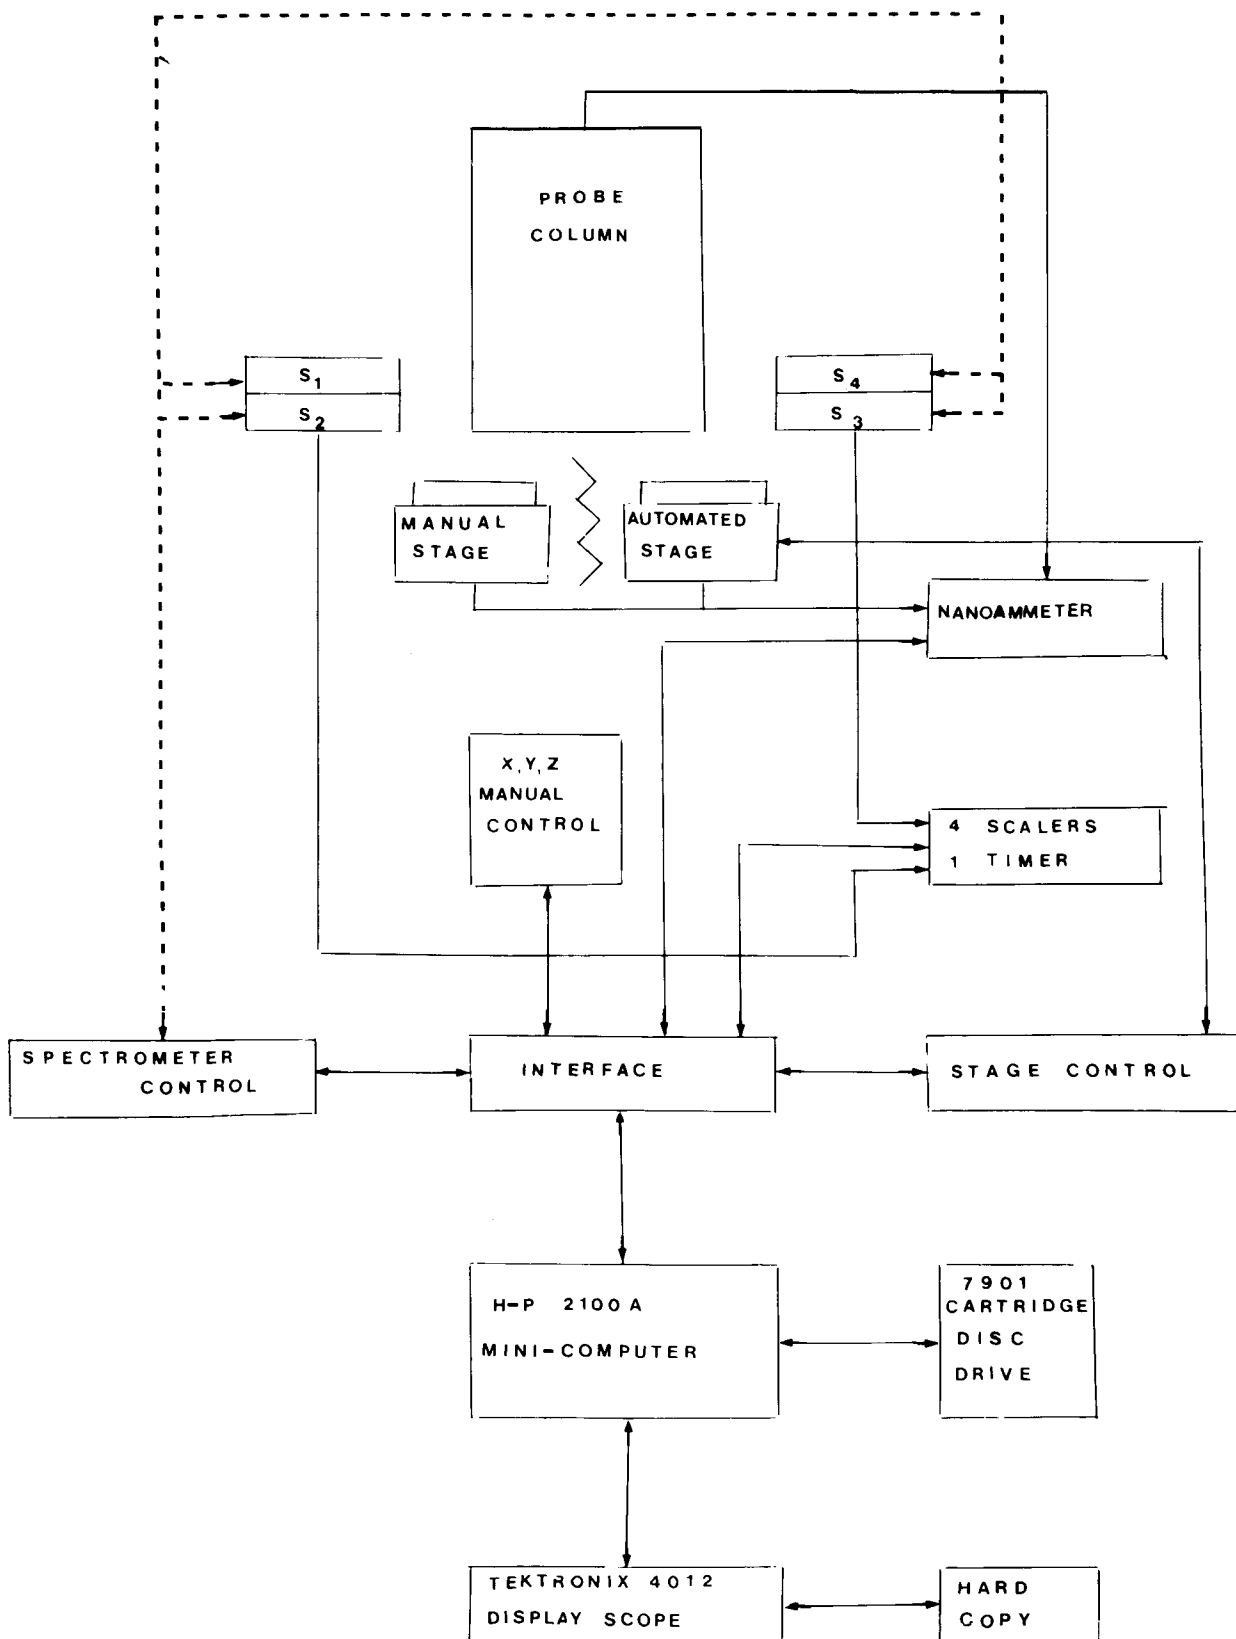 PROBE
COLUMN
S1
S2
S4
S3
MANUAL
STAGE
AUTOMATED
STAGE
NANOAMMETER
X,Y,Z
MANUAL
CONTROL
4 SCALERS
1 TIMER
SPECTROMETER
CONTROL
INTERFACE
STAGE CONTROL
H-P 2100A
MINI-COMPUTER
7901
CARTRIDGE
DISC
DRIVE
TEKTRONIX 4012
DISPLAY SCOPE
HARD
COPY